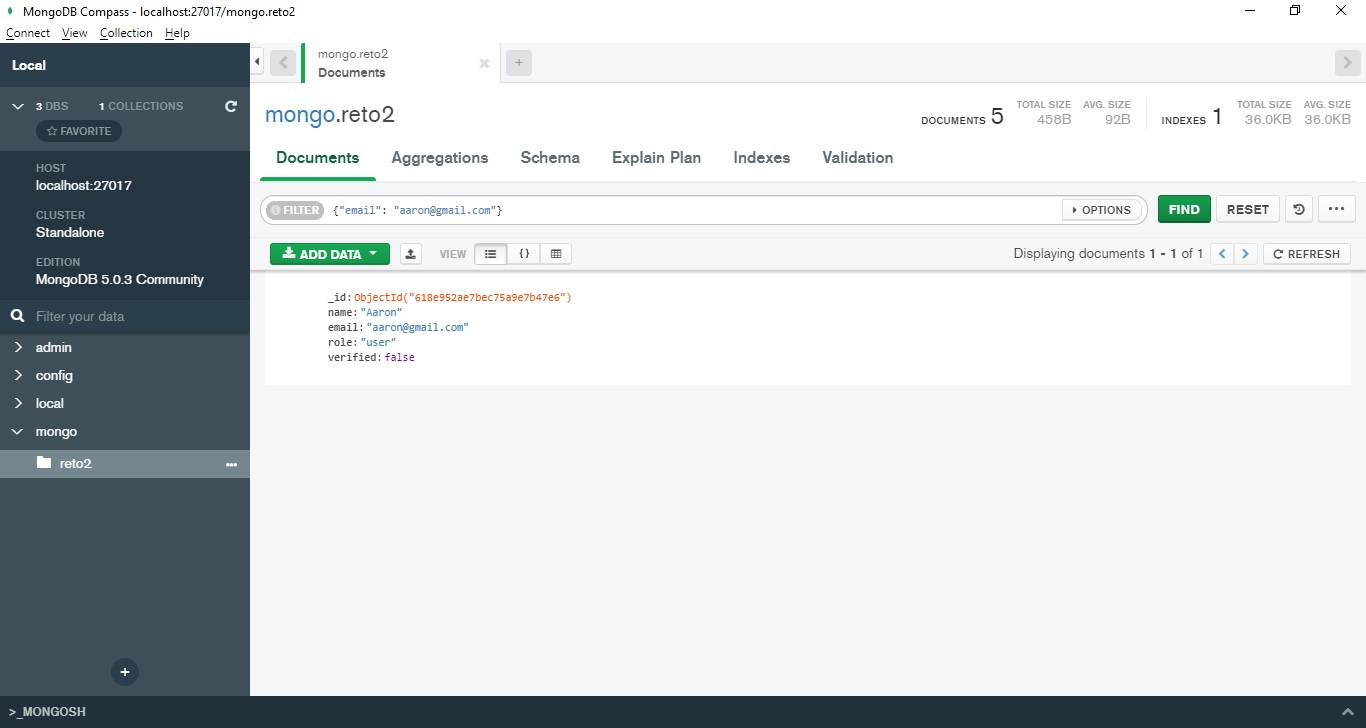 MongoDB Compass - localhost:27017/mongo.reto2
Connect View Collection Help
Local
3 DBS 1 COLLECTIONS
FAVORITE
HOST
localhost:27017
CLUSTER
Standalone
EDITION
MongoDB 5.0.3 Community
Filter your data
admin
config
local
mongo
reto2
mongo.reto2
Documents
mongo.reto2
DOCUMENTS 5
TOTAL SIZE
458B
AVG. SIZE
92B
INDEXES 1
TOTAL SIZE
36.0KB
AVG. SIZE
36.0KB
Documents Aggregations Schema Explain Plan Indexes Validation
FILTER {"email": "aaron@gmail.com"} OPTIONS FIND RESET
ADD DATA VIEW {} Displaying documents 1 - 1 of 1 REFRESH
_id:ObjectId("618e952ae7bec75a9e7b47e6")
name:"Aaron"
email:"aaron@gmail.com"
role:"user"
verified:false
>_MONGOSH